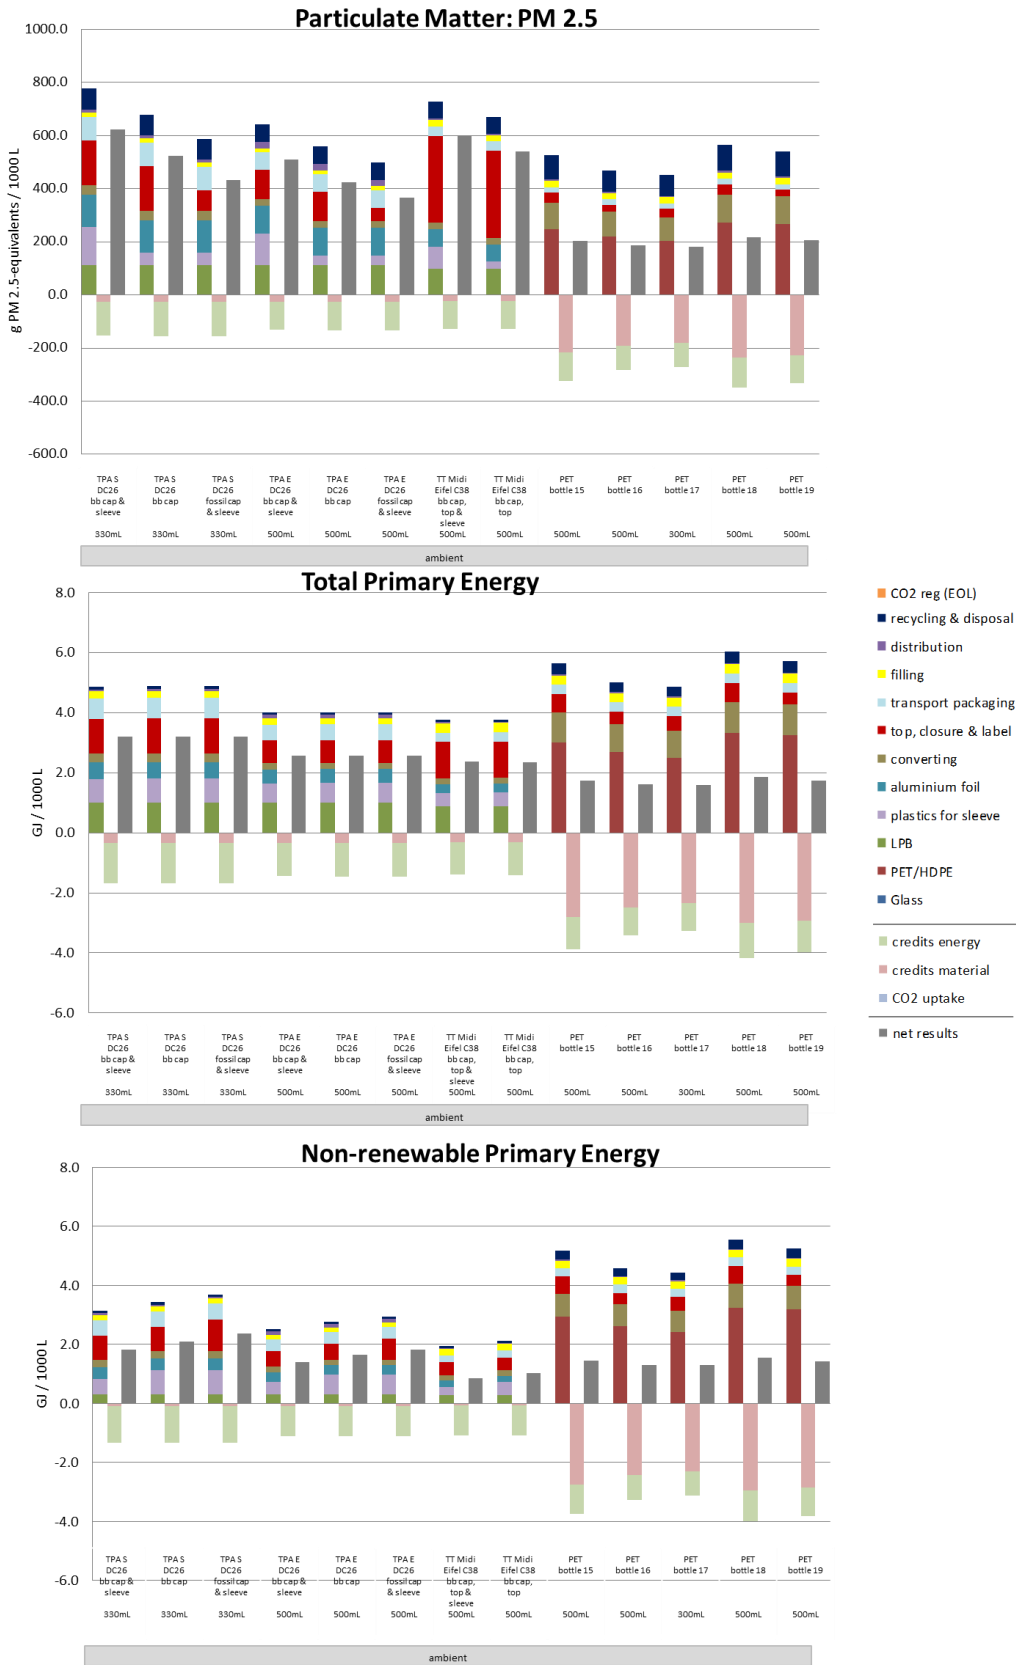 Particulate Matter: PM 2.5
1000.0
800.0
600.0
400.0
200.0
0.0
-200.0
-400.0
-600.0
g PM 2.5-equivalents / 1000 L
TPA S DC26 bb cap & sleeve 330mL
TPA S DC26 bb cap 330mL
TPA S DC26 fossil cap & sleeve 330mL
TPA E DC26 bb cap & sleeve 500mL
TPA E DC26 bb cap 500mL
TPA E DC26 fossil cap & sleeve 500mL
TT Midi Eifel C38 bb cap, top & sleeve 500mL
TT Midi Eifel C38 bb cap, top 500mL
PET bottle 15 500mL
PET bottle 16 500mL
PET bottle 17 300mL
PET bottle 18 500mL
PET bottle 19 500mL
ambient
Total Primary Energy
8.0
6.0
4.0
2.0
0.0
-2.0
-4.0
-6.0
GJ / 1000 L
TPA S DC26 bb cap & sleeve 330mL
TPA S DC26 bb cap 330mL
TPA S DC26 fossil cap & sleeve 330mL
TPA E DC26 bb cap & sleeve 500mL
TPA E DC26 bb cap 500mL
TPA E DC26 fossil cap & sleeve 500mL
TT Midi Eifel C38 bb cap, top & sleeve 500mL
TT Midi Eifel C38 bb cap, top 500mL
PET bottle 15 500mL
PET bottle 16 500mL
PET bottle 17 300mL
PET bottle 18 500mL
PET bottle 19 500mL
ambient
CO2 reg (EOL)
recycling & disposal
distribution
filling
transport packaging
top, closure & label
converting
aluminium foil
plastics for sleeve
LPB
PET/HDPE
Glass
credits energy
credits material
CO2 uptake
net results
Non-renewable Primary Energy
8.0
6.0
4.0
2.0
0.0
-2.0
-4.0
-6.0
GJ / 1000 L
TPA S DC26 bb cap & sleeve 330mL
TPA S DC26 bb cap 330mL
TPA S DC26 fossil cap & sleeve 330mL
TPA E DC26 bb cap & sleeve 500mL
TPA E DC26 bb cap 500mL
TPA E DC26 fossil cap & sleeve 500mL
TT Midi Eifel C38 bb cap, top & sleeve 500mL
TT Midi Eifel C38 bb cap, top 500mL
PET bottle 15 500mL
PET bottle 16 500mL
PET bottle 17 300mL
PET bottle 18 500mL
PET bottle 19 500mL
ambient